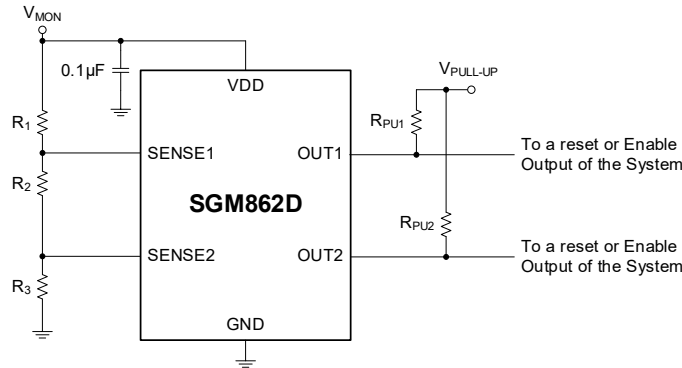 VMON
0.1µF
VDD
VPULL-UP
R1
RPU1
SENSE1
OUT1
To a reset or Enable
Output of the System
R2
SGM862D
RPU2
SENSE2
OUT2
To a reset or Enable
Output of the System
R3
GND